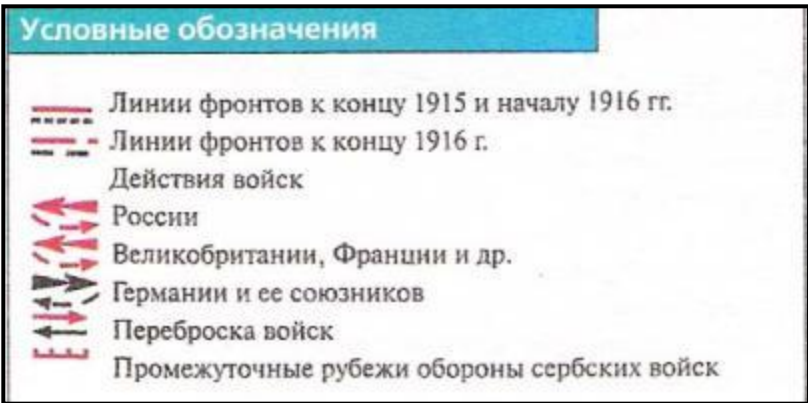 Условные обозначения
Линии фронтов к концу 1915 и началу 1916 гг.
Линии фронтов к концу 1916 г.
Действия войск
России
Великобритании, Франции и др.
Германии и ее союзников
Переброска войск
Промежуточные рубежи обороны сербских войск